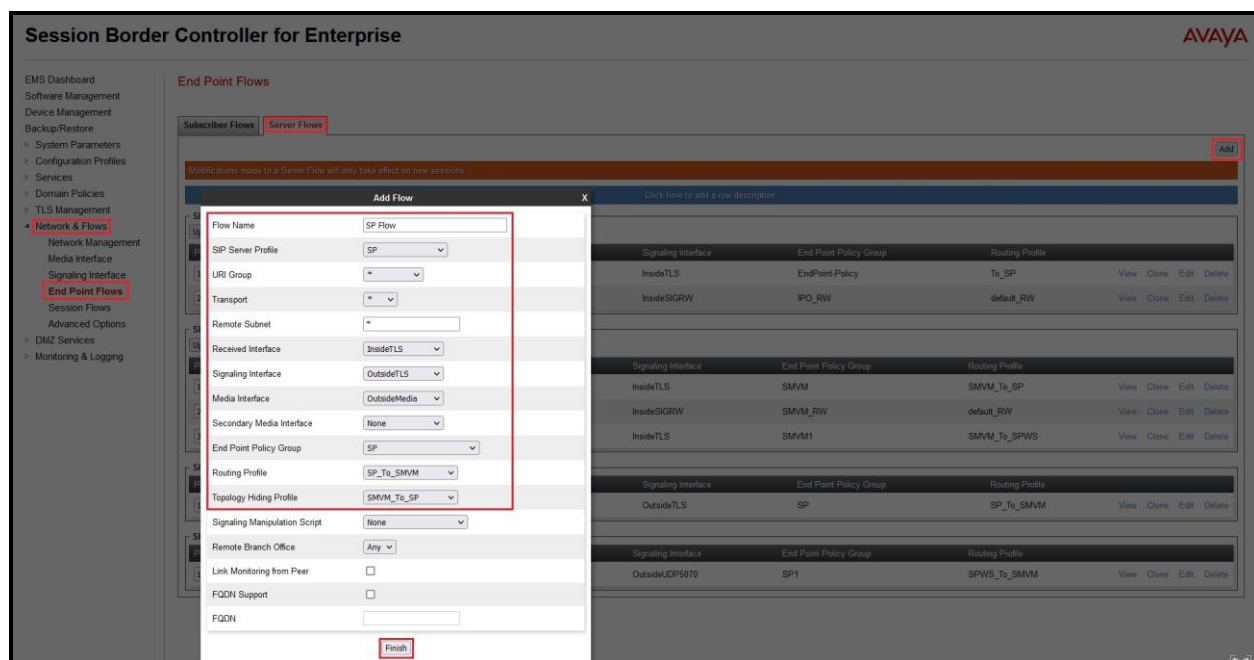 Session Border Controller for Enterprise
AVAYA
EMS Dashboard
Software Management
Device Management
Backup/Restore
System Parameters
Configuration Profiles
Services
Domain Policies
TLS Management
Network & Flows
Network Management
Media Interface
Signaling Interface
End Point Flows
Session Flows
Advanced Options
DMZ Services
Monitoring & Logging
End Point Flows
Subscriber Flows Server Flows
Add
Modifications made to a Server Flow will only take effect on new sessions.
Click here to add a row description.
Add Flow X
Flow Name SP Flow
SIP Server Profile SP
URI Group *
Transport *
Remote Subnet *
Received Interface InsideTLS
Signaling Interface OutsideTLS
Media Interface OutsideMedia
Secondary Media Interface None
End Point Policy Group SP
Routing Profile SP_To_SMVM
Topology Hiding Profile SMVM_To_SP
Signaling Manipulation Script None
Remote Branch Office Any
Link Monitoring from Peer
FQDN Support
FQDN
Finish
Signaling Interface End Point Policy Group Routing Profile
InsideTLS EndPoint-Policy To_SP View Clone Edit Delete
InsideSIGRW IPO_RW default_RW View Clone Edit Delete
Signaling Interface End Point Policy Group Routing Profile
InsideTLS SMVM SMVM_To_SP View Clone Edit Delete
InsideSIGRW SMVM_RW default_RW View Clone Edit Delete
InsideTLS SMVM1 SMVM_To_SPWS View Clone Edit Delete
Signaling Interface End Point Policy Group Routing Profile
OutsideTLS SP SP_To_SMVM View Clone Edit Delete
Signaling Interface End Point Policy Group Routing Profile
OutsideUDP5070 SP1 SPWS_To_SMVM View Clone Edit Delete